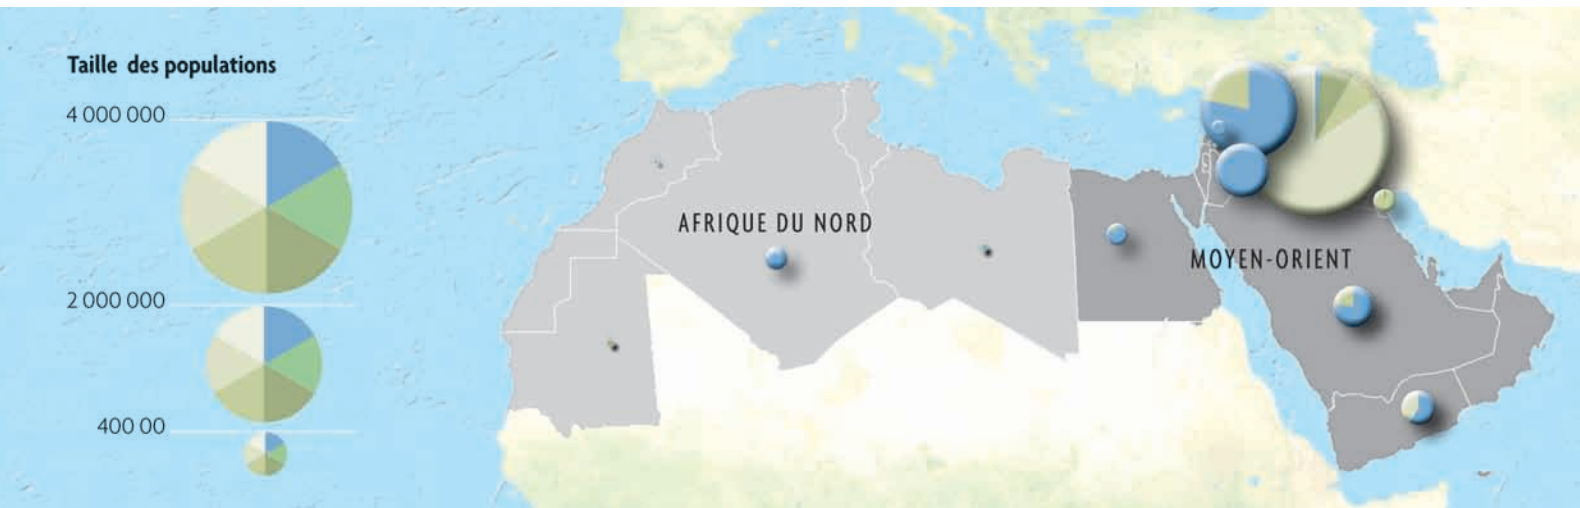 Taille des populations
4 000 000
2 000 000
400 00
AFRIQUE DU NORD
MOYEN-ORIENT